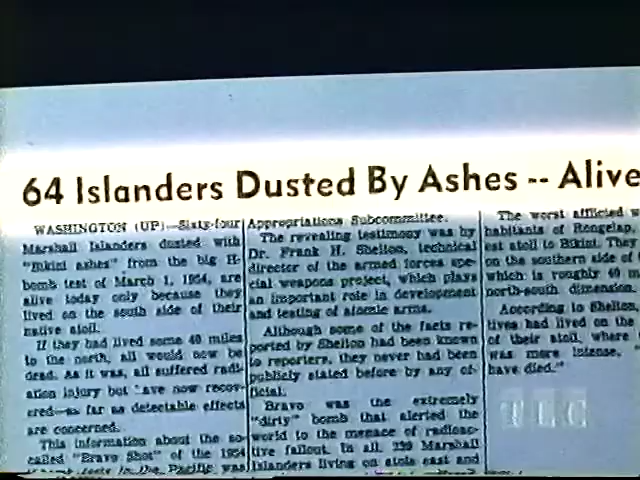 64 Islanders Dusted By Ashes -- Alive
WASHINGTON (UP)—Sixty-four
Marshall Islanders dusted with
"Bikini ashes" from the big H-
bomb test of March 1, 1954, are
alive today only because they
lived on the south side of their
native atoll.
If they had lived some 40 miles
to the north, all would now be
dead. As it was, all suffered radi-
ation injury but have now recov-
ered—as far as detectable effects
are concerned.
This information about the so-
called "Bravo Shot" of the 1954
H-bomb tests in the Pacific was
Appropriations Subcommittee.
The revealing testimony was by
Dr. Frank H. Shelton, technical
director of the armed forces spe-
cial weapons project, which plays
an important role in development
and testing of atomic arms.
Although some of the facts re-
ported by Shelton had been known
to reporters, they never had been
publicly stated before by any of-
ficial.
Bravo was the extremely
"dirty" bomb that alerted the
world to the menace of radioac-
tive fallout. In all, 239 Marshall
Islanders living on atols east and
The worst afflicted w
habitants of Rongelap,
est atoll to Bikini. They
on the southern side of
which is roughly 40 m
north-south dimension.
According to Shelton,
tives had lived on the
of their atoll, where
was more intense,
have died."
TLC